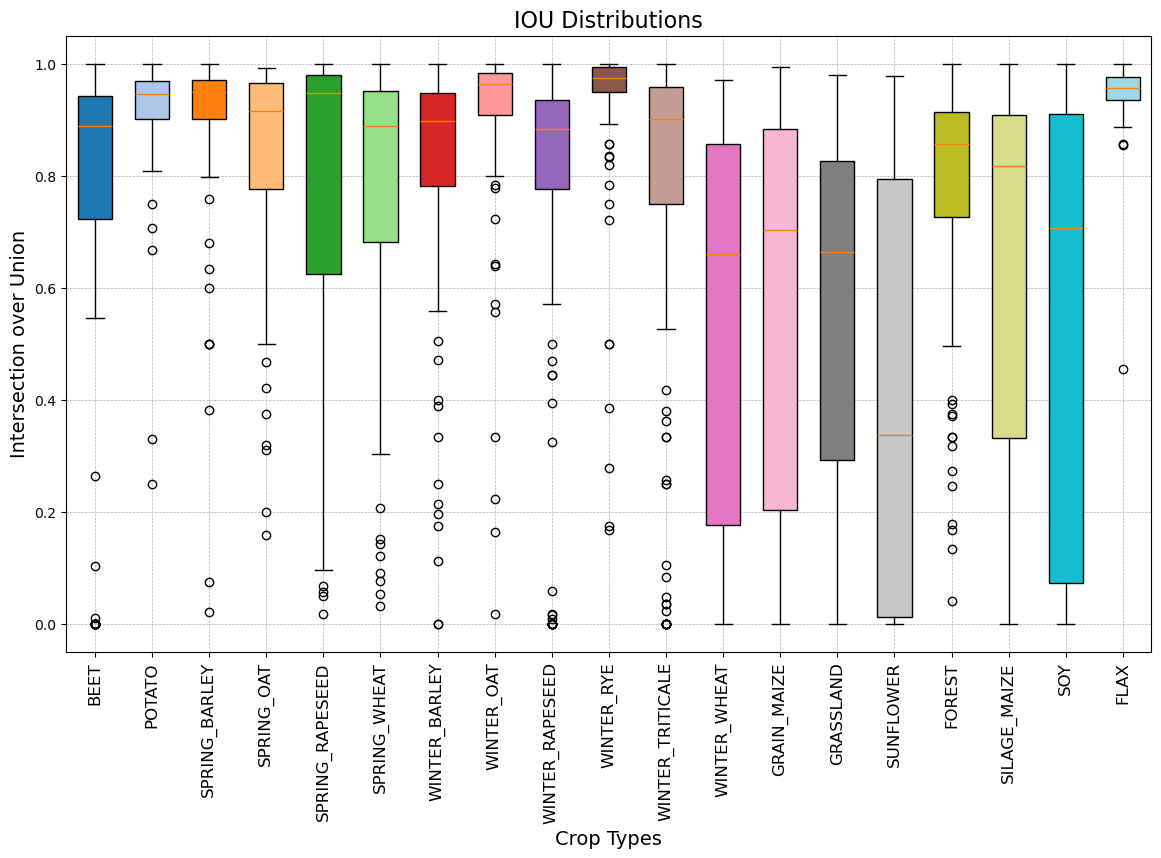 IOU Distributions
Intersection over Union
1.0
0.8
0.6
0.4
0.2
0.0
BEET
POTATO
SPRING_BARLEY
SPRING_OAT
SPRING_RAPESEED
SPRING_WHEAT
WINTER_BARLEY
WINTER_OAT
WINTER_RAPESEED
WINTER_RYE
WINTER_TRITICALE
WINTER_WHEAT
GRAIN_MAIZE
GRASSLAND
SUNFLOWER
FOREST
SILAGE_MAIZE
SOY
FLAX
Crop Types